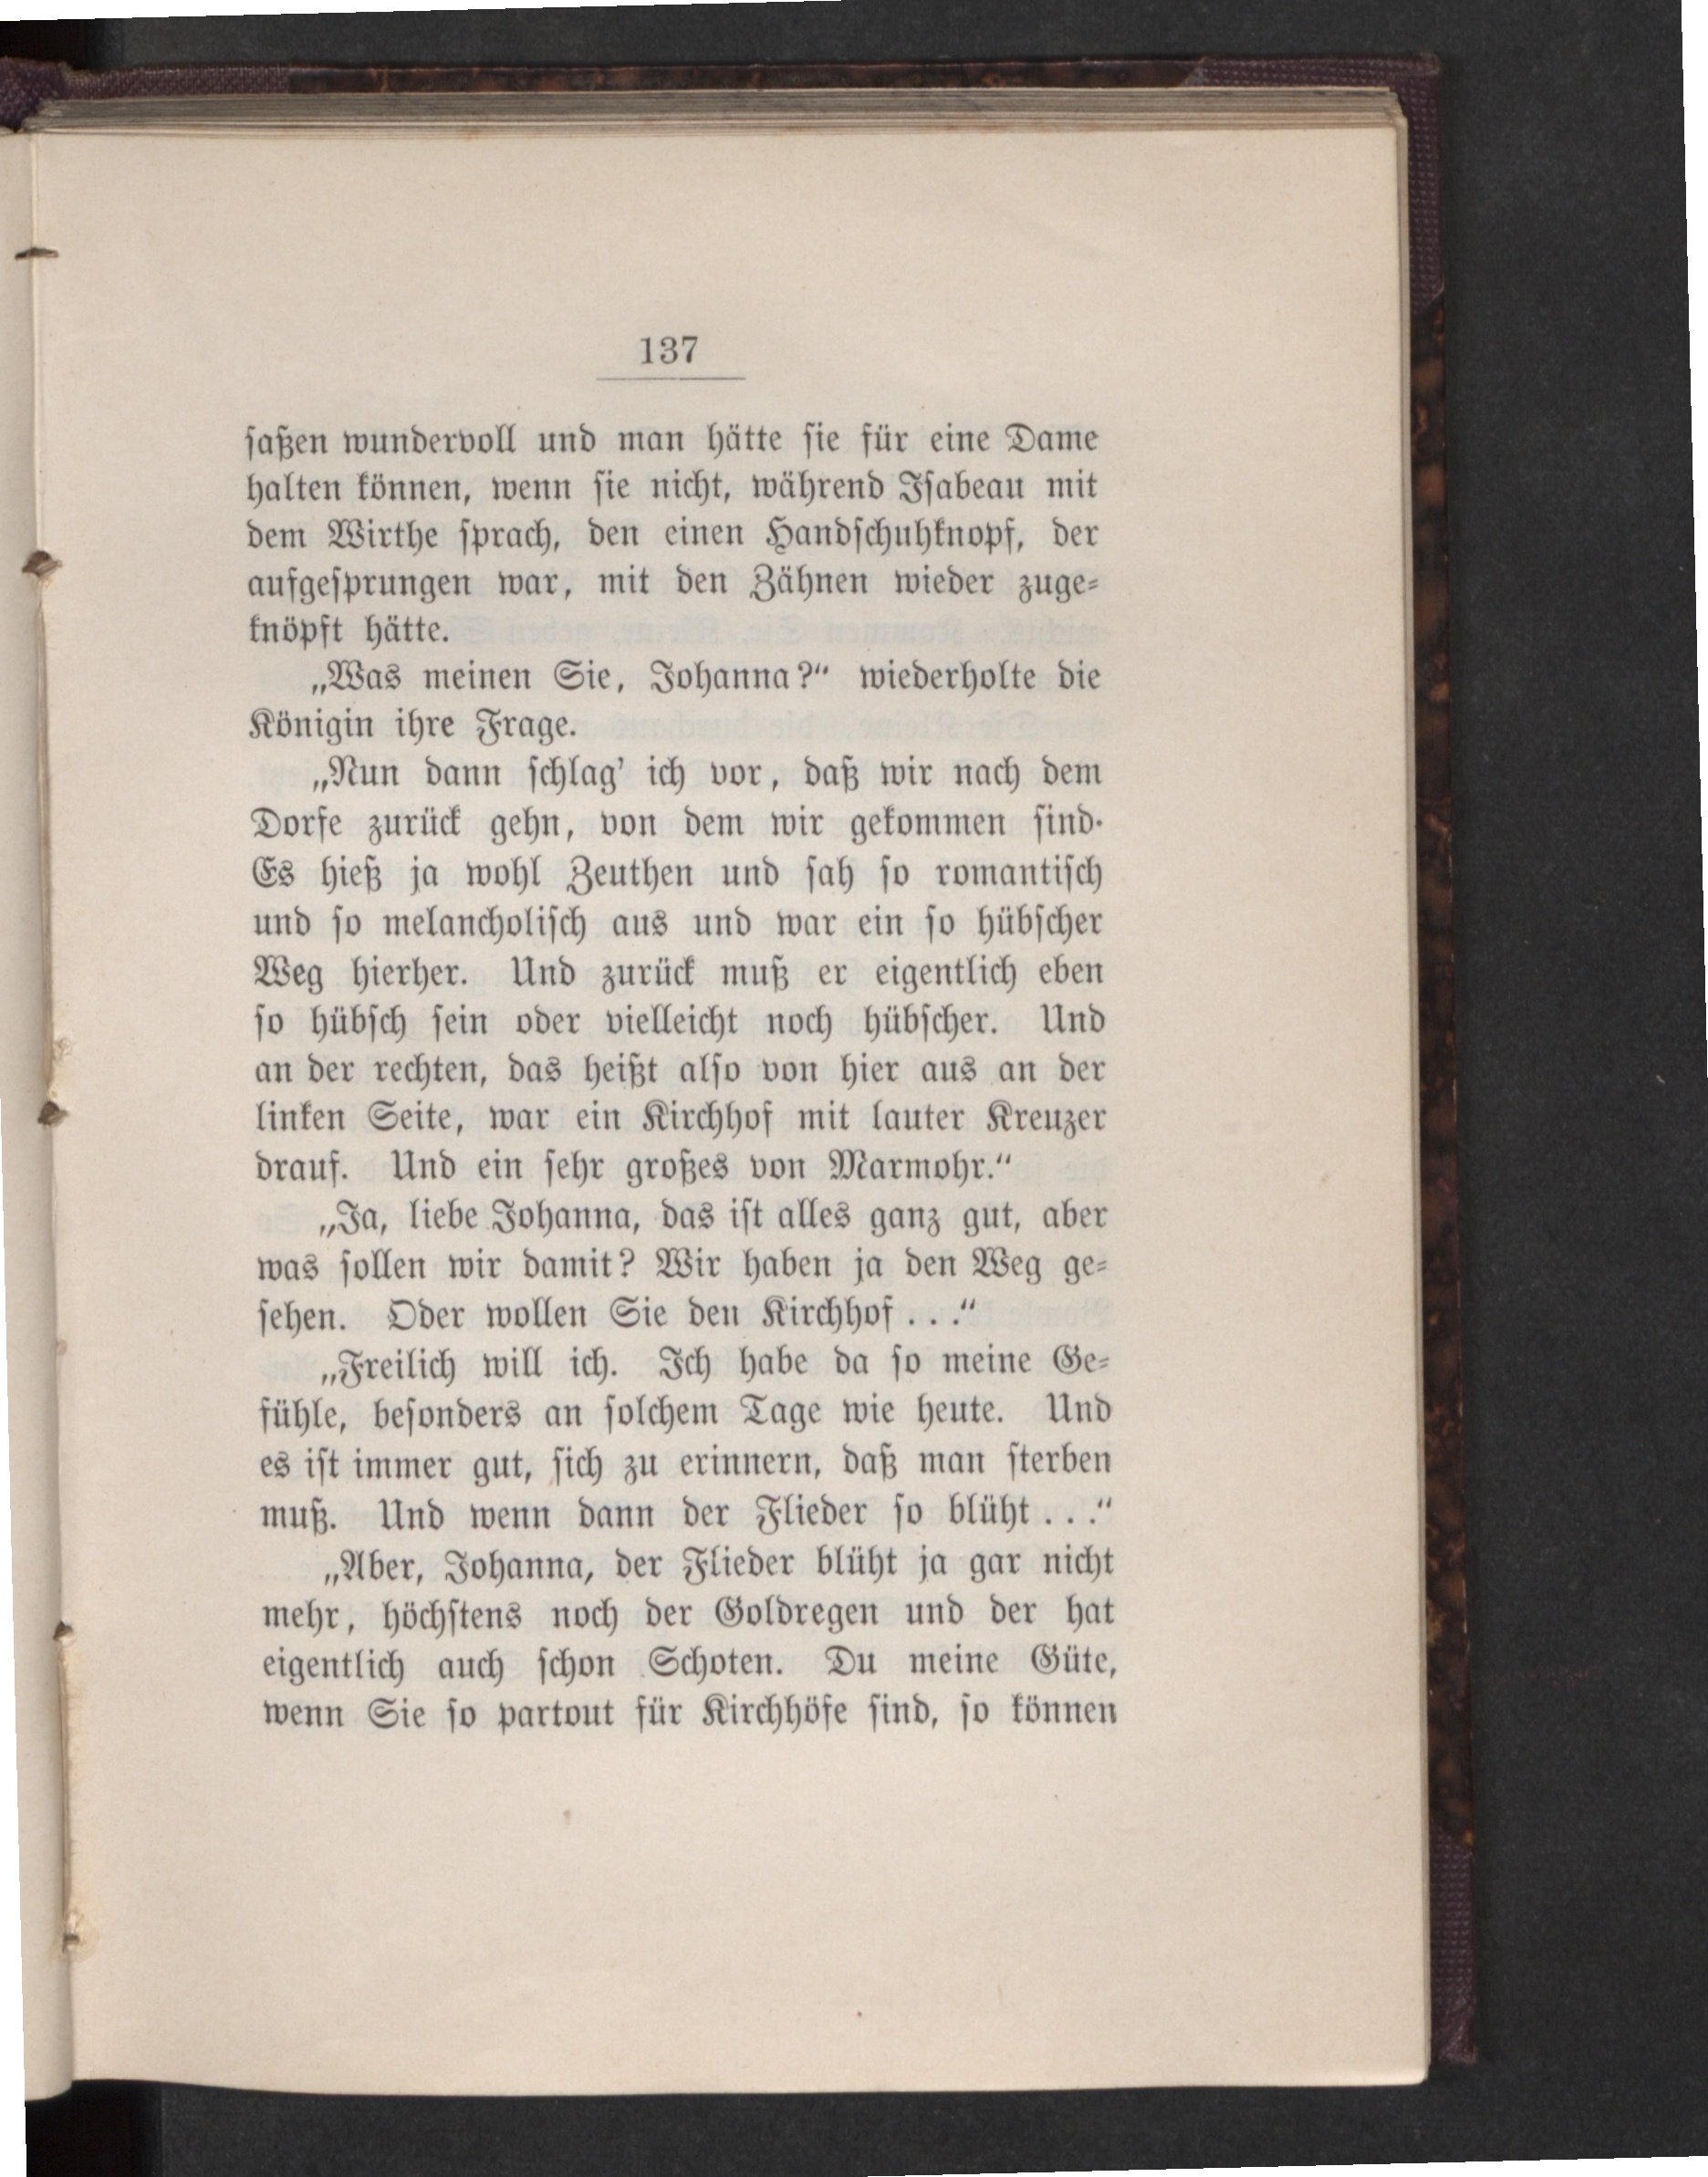 137
saßen wundervoll und man hätte sie für eine Dame
halten können, wenn sie nicht, während Isabeau mit
dem Wirthe sprach, den einen Handschuhknopf, der
aufgesprungen war, mit den Zähnen wieder zuge-
knöpft hätte.
„Was meinen Sie, Johanna?“ wiederholte die
Königin ihre Frage.
„Nun dann schlag’ ich vor, daß wir nach dem
Dorfe zurück gehn, von dem wir gekommen sind.
Es hieß ja wohl Zeuthen und sah so romantisch
und so melancholisch aus und war ein so hübscher
Weg hierher. Und zurück muß er eigentlich eben
so hübsch sein oder vielleicht noch hübscher. Und
an der rechten, das heißt also von hier aus an der
linken Seite, war ein Kirchhof mit lauter Kreuzer
drauf. Und ein sehr großes von Marmohr.“
„Ja, liebe Johanna, das ist alles ganz gut, aber
was sollen wir damit? Wir haben ja den Weg ge-
sehen. Oder wollen Sie den Kirchhof . . .“
„Freilich will ich. Ich habe da so meine Ge-
fühle, besonders an solchem Tage wie heute. Und
es ist immer gut, sich zu erinnern, daß man sterben
muß. Und wenn dann der Flieder so blüht . . .“
„Aber, Johanna, der Flieder blüht ja gar nicht
mehr, höchstens noch der Goldregen und der hat
eigentlich auch schon Schoten. Du meine Güte,
wenn Sie so partout für Kirchhöfe sind, so können